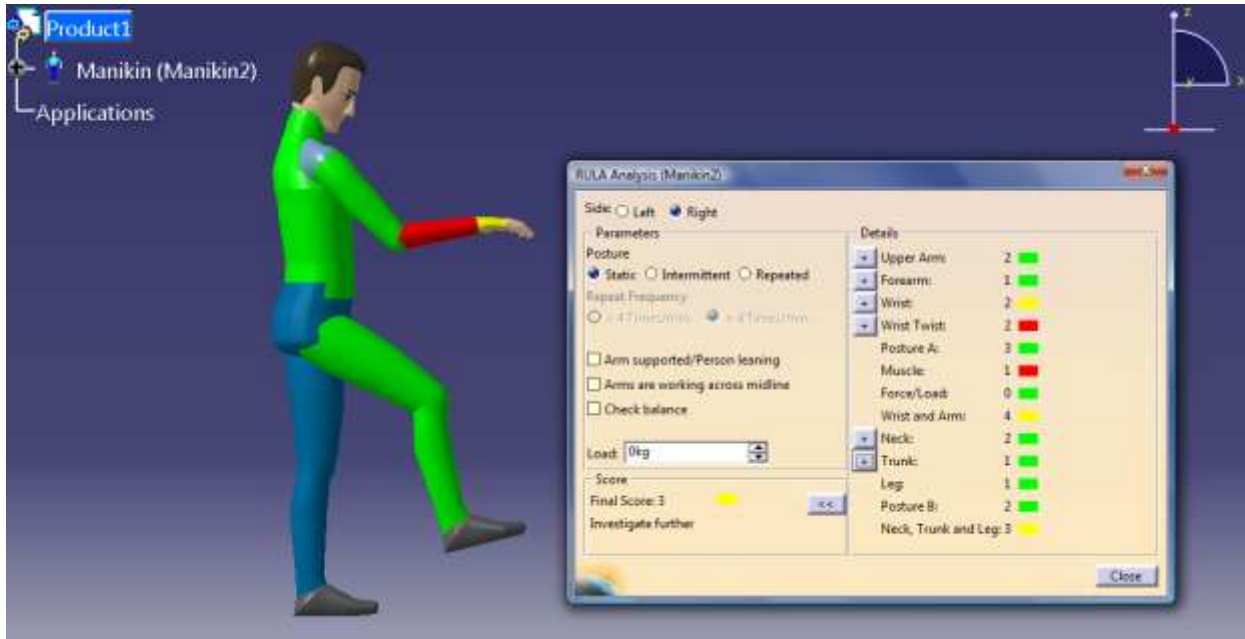 Product1
Manikin (Manikin2)
Applications
z
x
y
RULA Analysis (Manikin2)
Side: Left Right
Parameters
Posture
Static Intermittent Repeated
Repeat Frequency
Arm supported/Person leaning
Arms are working across midline
Check balance
Load: 0kg
Score
Final Score: 3
<<
Investigate further
Details
+ Upper Arm: 2
+ Forearm: 1
+ Wrist: 2
+ Wrist Twist: 2
Posture A: 3
Muscle: 1
Force/Load: 0
Wrist and Arm: 4
+ Neck: 2
+ Trunk: 1
Leg: 1
Posture B: 2
Neck, Trunk and Leg: 3
Close